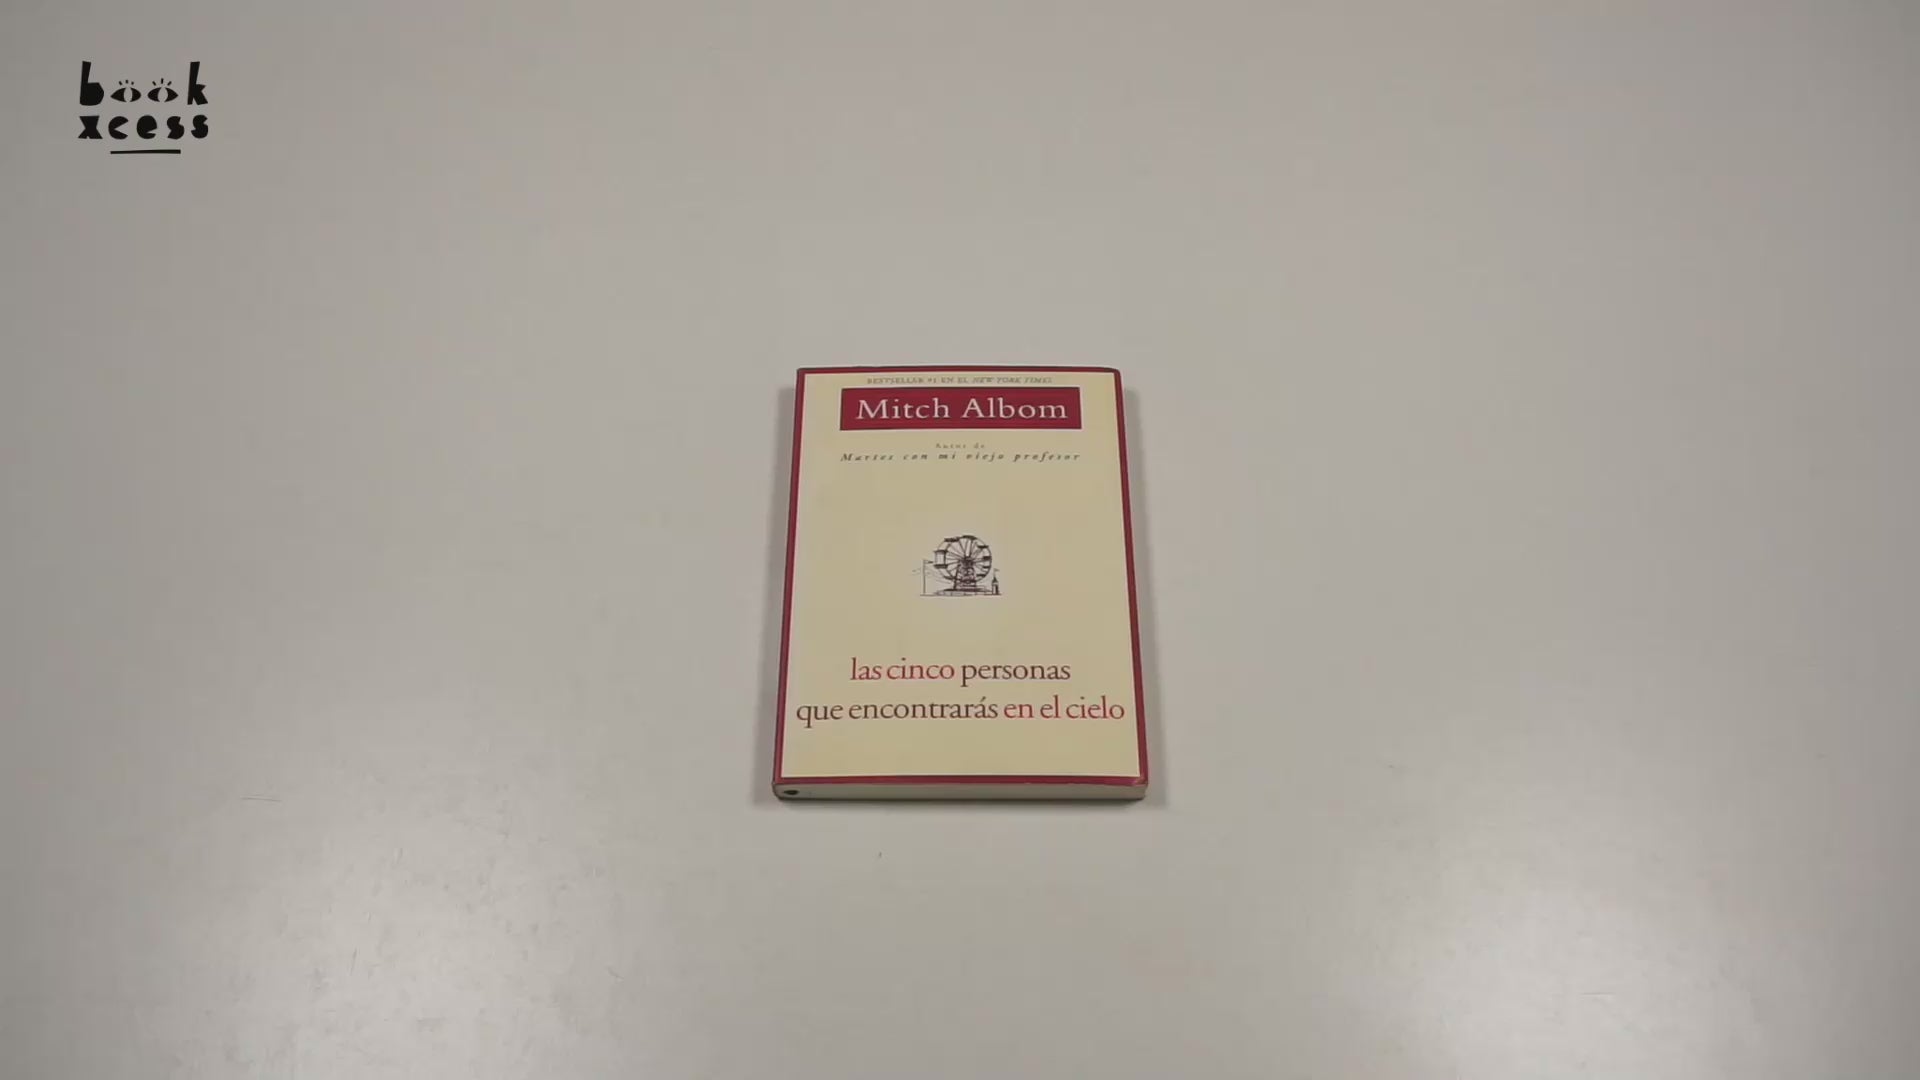 book
xcess
BESTSELLER #1 EN EL NEW YORK TIMES
Mitch Albom
Autor de
Martes con mi viejo profesor
las cinco personas
que encontrarás en el cielo